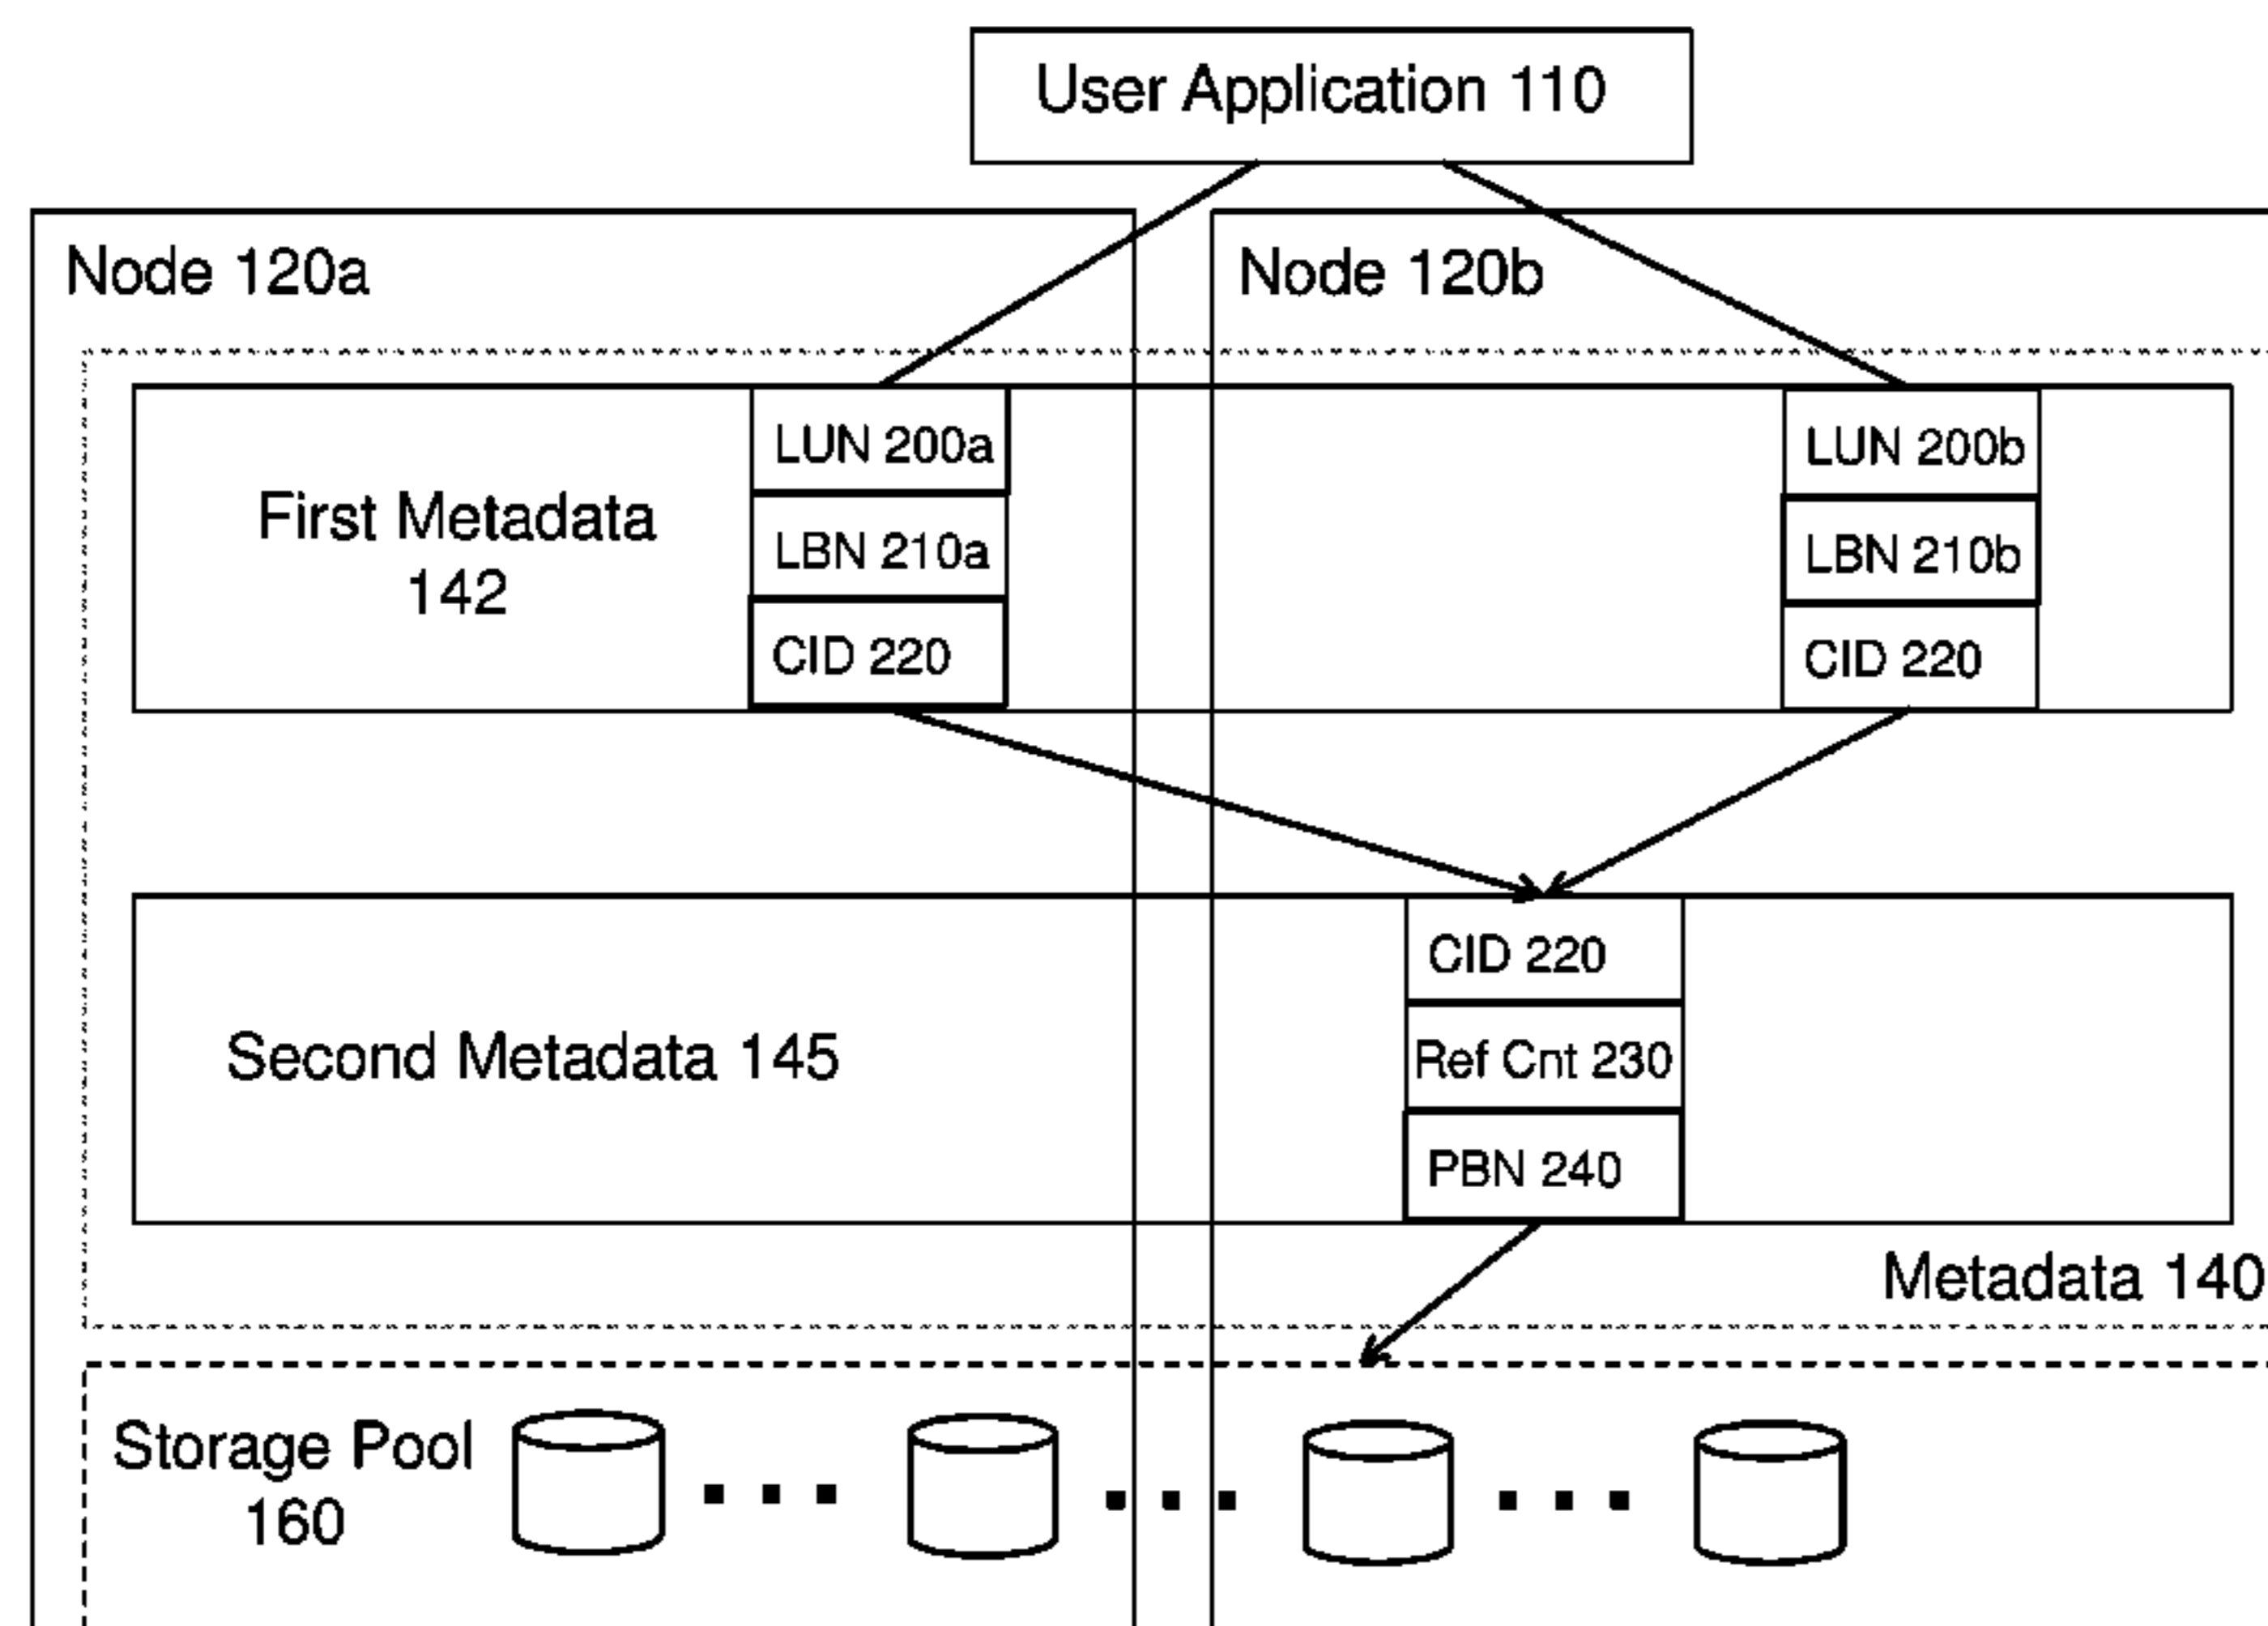 User Application 110
Node 120a
Node 120b
First Metadata
142
LUN 200a
LBN 210a
CID 220
LUN 200b
LBN 210b
CID 220
Second Metadata 145
CID 220
Ref Cnt 230
PBN 240
Metadata 140
Storage Pool
160